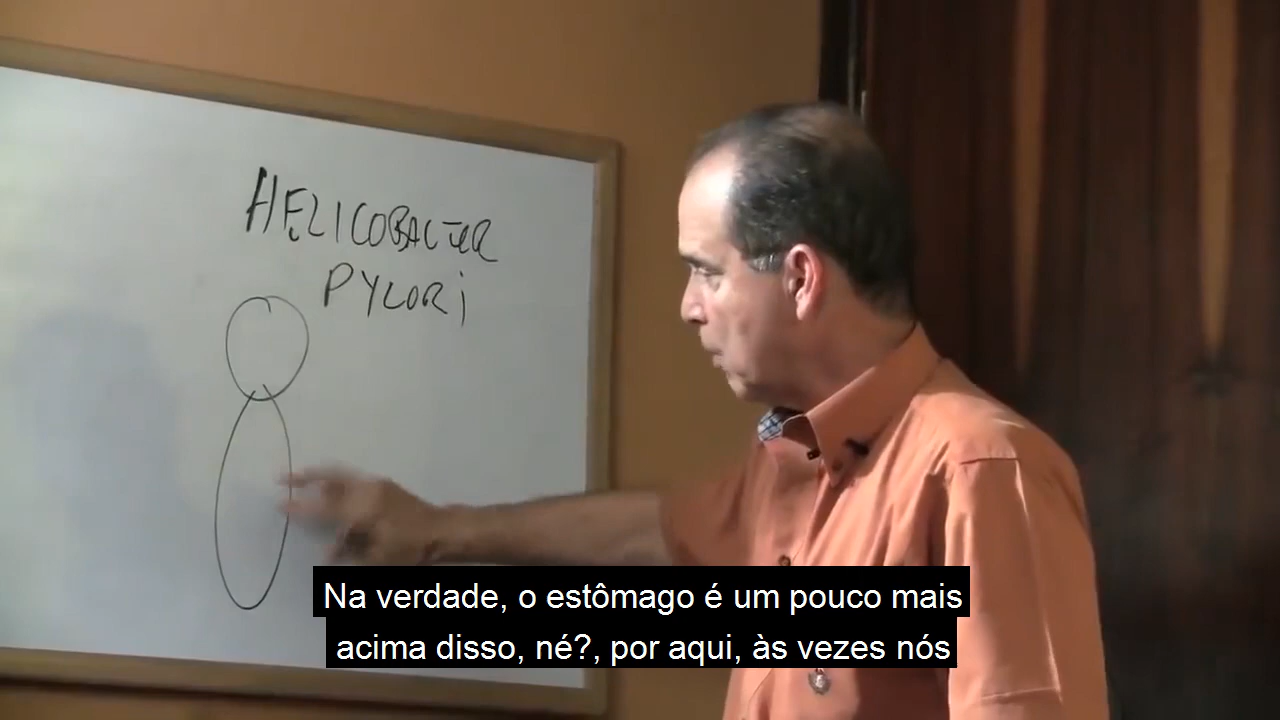 HELICOBACTER
PYLORI
Na verdade, o estômago é um pouco mais
acima disso, né?, por aqui, às vezes nós